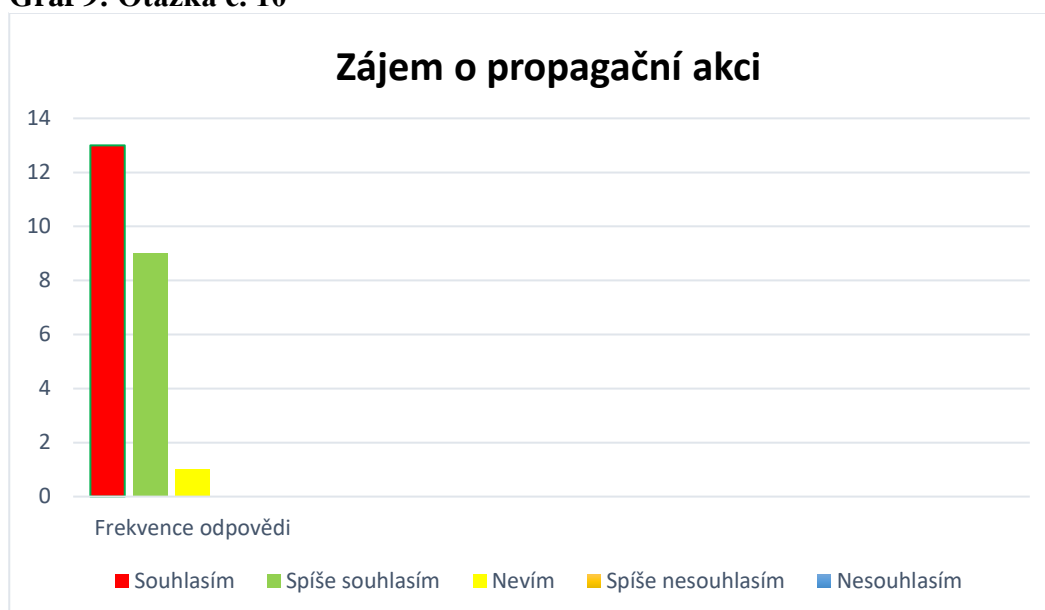 Graf 9: Otázka č. 10
Zájem o propagační akci
14
12
10
8
6
4
2
0
Frekvence odpovědi
Souhlasím Spíše souhlasím Nevím Spíše nesouhlasím Nesouhlasím